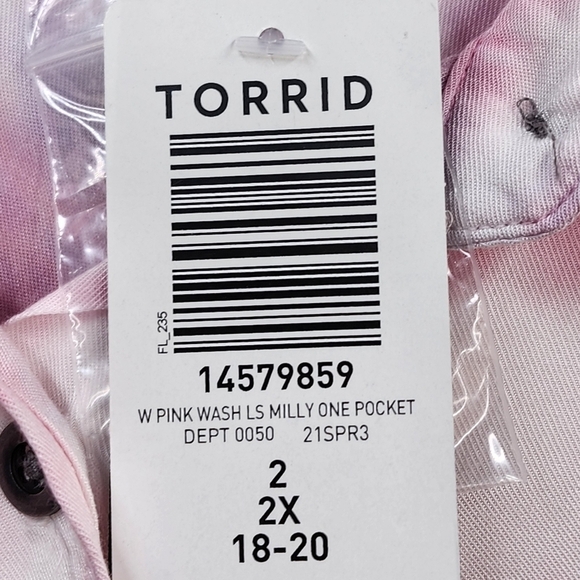 TORRID
FL_235
14579859
W PINK WASH LS MILLY ONE POCKET
DEPT 0050 21SPR3
2
2X
18-20